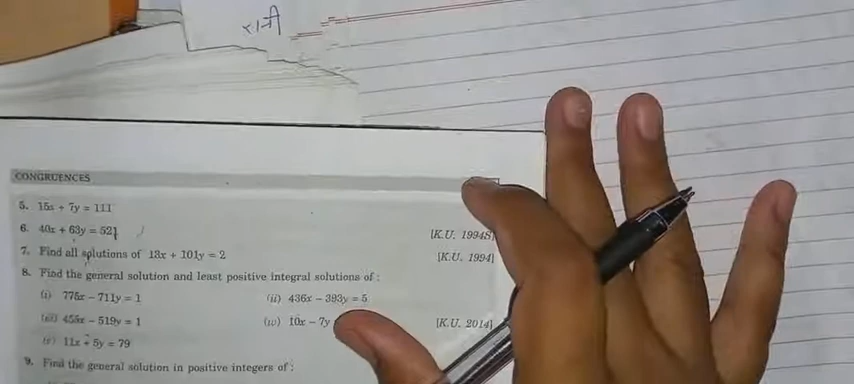 CONGRUENCES
5. 15x + 7y = 111
6. 40x + 63y = 521 [K.U. 1994S]
7. Find all solutions of 13x + 101y = 2 [K.U. 1994]
8. Find the general solution and least positive integral solutions of :
(i) 775x – 711y = 1 (ii) 436x – 393y = 5
(iii) 455x – 519y = 1 (iv) 10x – 7y [K.U. 2014]
(v) 11x + 5y = 79
9. Find the general solution in positive integers of :